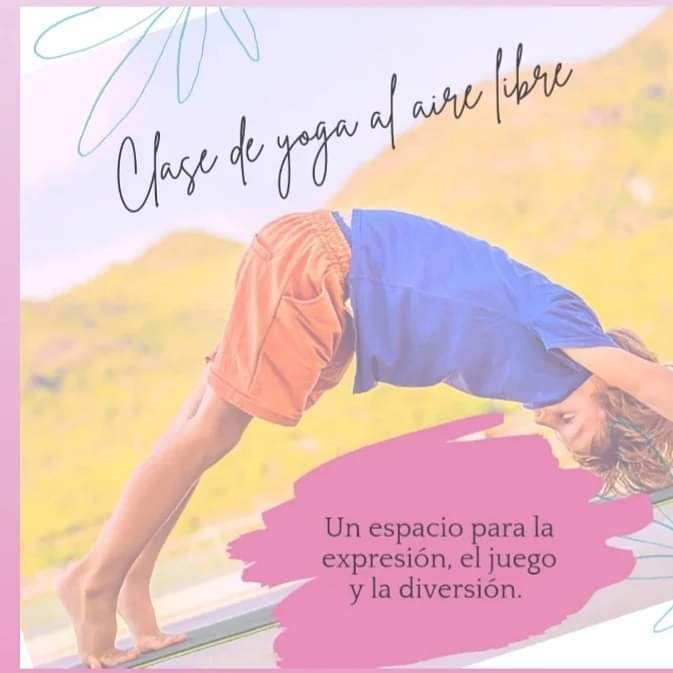 Clase de yoga al aire libre
Un espacio para la
expresión, el juego
y la diversión.